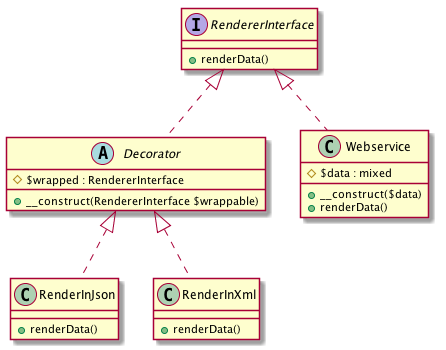 I RendererInterface
renderData()
A Decorator
$wrapped : RendererInterface
__construct(RendererInterface $wrappable)
C Webservice
$data : mixed
__construct($data)
renderData()
C RenderInJson
renderData()
C RenderInXml
renderData()